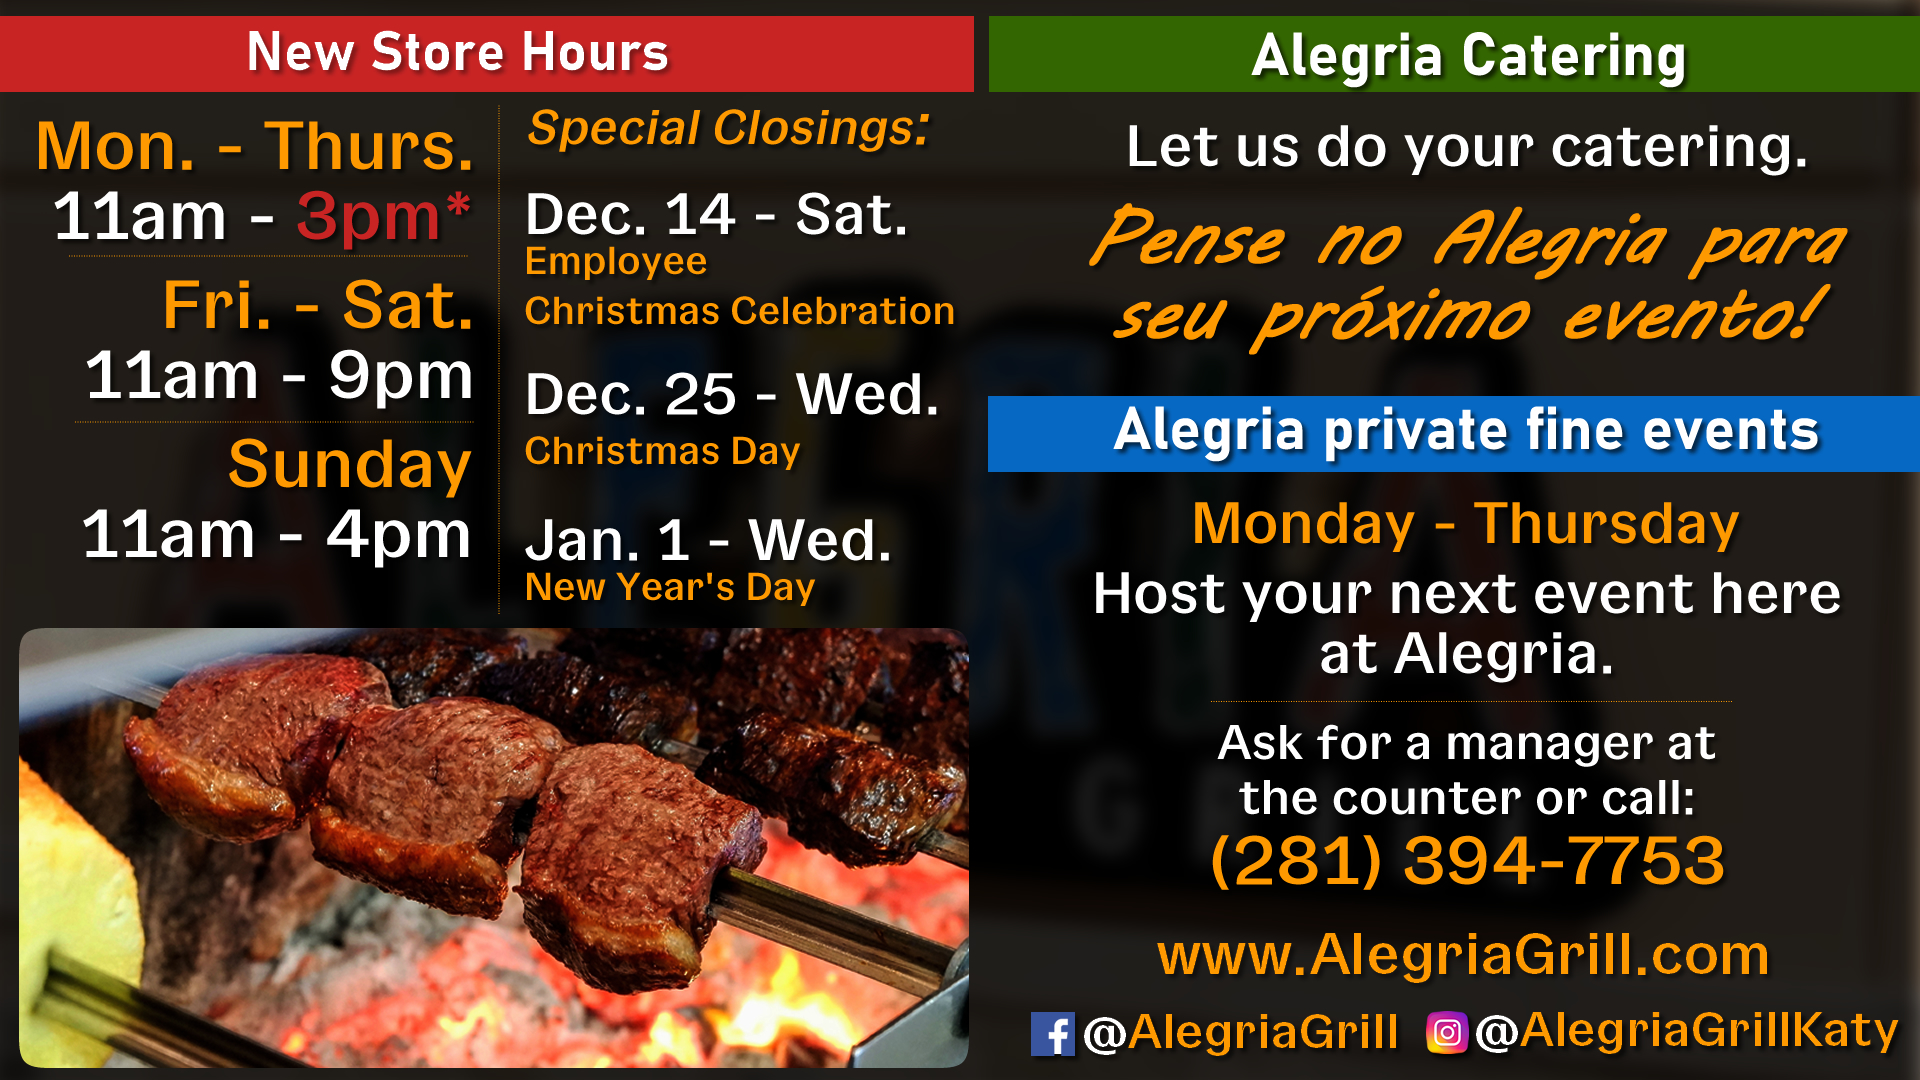 New Store Hours
Mon. - Thurs.
11am - 3pm*
Fri. - Sat.
11am - 9pm
Sunday
11am - 4pm
Special Closings:
Dec. 14 - Sat.
Employee
Christmas Celebration
Dec. 25 - Wed.
Christmas Day
Jan. 1 - Wed.
New Year's Day
Alegria Catering
Let us do your catering.
Pense no Alegria para
seu próximo evento!
Alegria private fine events
Monday - Thursday
Host your next event here
at Alegria.
Ask for a manager at
the counter or call:
(281) 394-7753
www.AlegriaGrill.com
@AlegriaGrill
@AlegriaGrillKaty